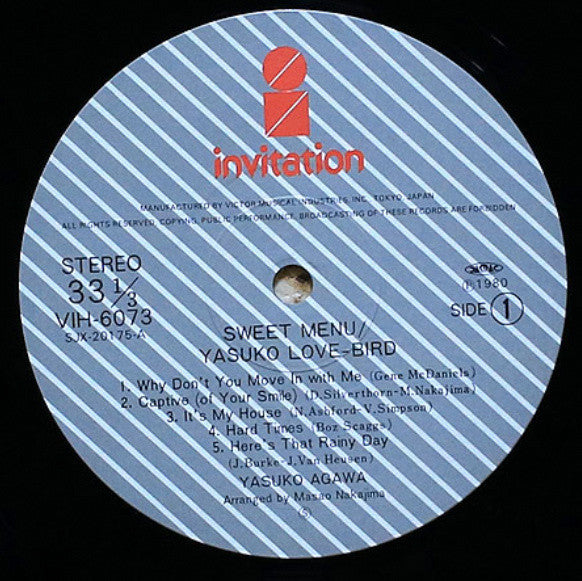 invitation
MANUFACTURED BY VICTOR MUSICAL INDUSTRIES, INC. TOKYO, JAPAN
ALL RIGHTS RESERVED, COPYING, PUBLIC PERFORMANCE, BROADCASTING OF THESE RECORDS ARE FORBIDDEN
STEREO
33 1/3
VIH-6073
SJX-20175-A
Ⓟ1980
SIDE 1
SWEET MENU/
YASUKO LOVE-BIRD
1. Why Don't You Move In with Me (Gene McDaniels)
2. Captive (of Your Smile) (D.Silverthorn-M.Nakajima)
3. It's My House (N.Ashford-V.Simpson)
4. Hard Times (Boz Scaggs)
5. Here's That Rainy Day
(J.Burke-J.Van Heusen)
YASUKO AGAWA
Arranged by Masao Nakajima
(S)